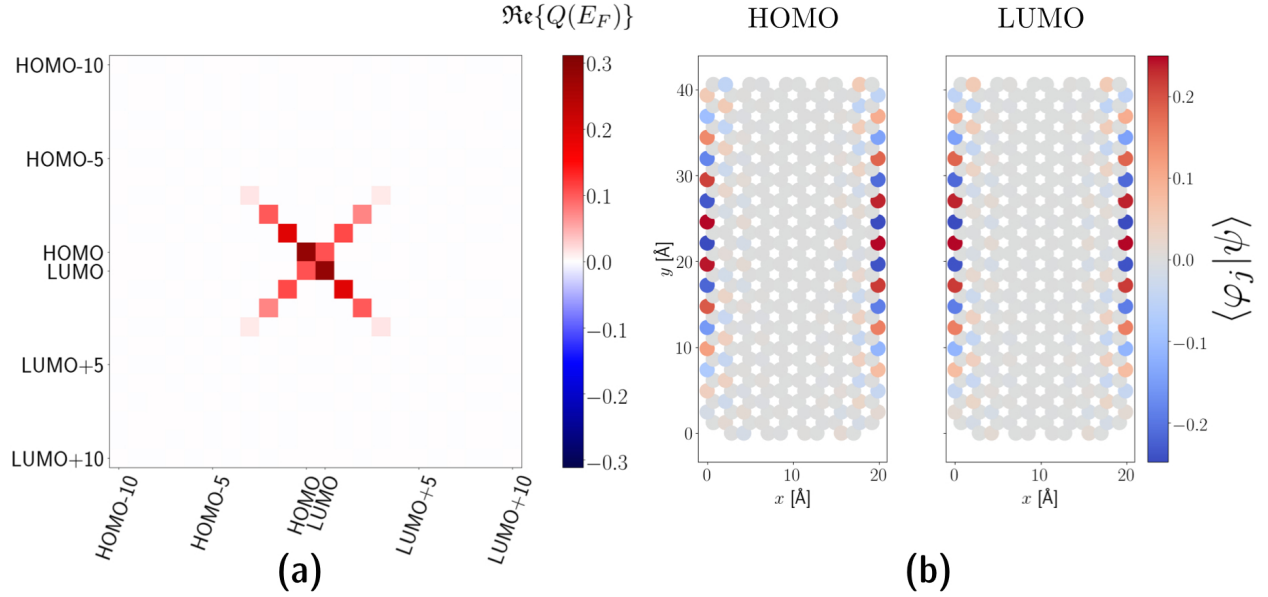 ℜ𝔢{Q(E_F)}
HOMO
LUMO
HOMO-10
HOMO-5
HOMO
LUMO
LUMO+5
LUMO+10
HOMO-10
HOMO-5
HOMO
LUMO
LUMO+5
LUMO+10
0.3
0.2
0.1
0.0
−0.1
−0.2
−0.3
(a)
y [Å]
40
30
20
10
0
0
10
20
x [Å]
0
10
20
x [Å]
0.2
0.1
0.0
−0.1
−0.2
⟨φ_j|ψ⟩
(b)